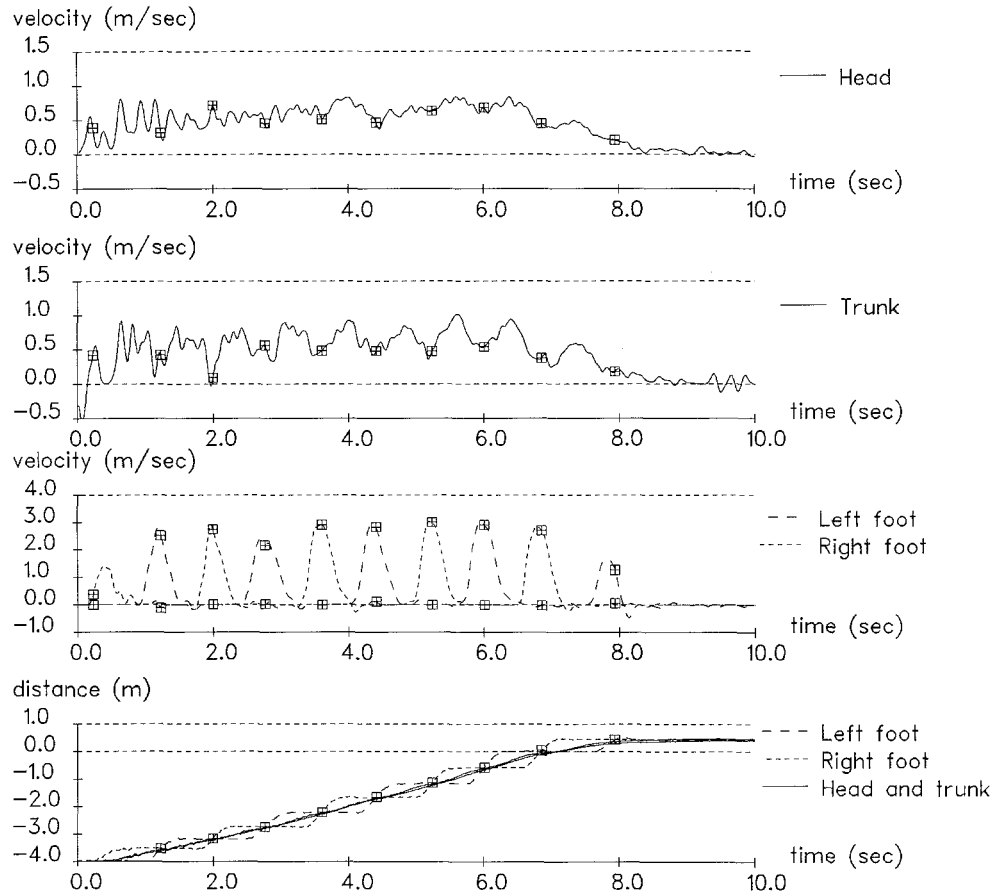 velocity (m/sec)
1.5
1.0
0.5
0.0
−0.5
Head
time (sec)
0.0 2.0 4.0 6.0 8.0 10.0
velocity (m/sec)
1.5
1.0
0.5
0.0
−0.5
Trunk
time (sec)
0.0 2.0 4.0 6.0 8.0 10.0
velocity (m/sec)
4.0
3.0
2.0
1.0
0.0
−1.0
Left foot
Right foot
time (sec)
0.0 2.0 4.0 6.0 8.0 10.0
distance (m)
1.0
0.0
−1.0
−2.0
−3.0
−4.0
Left foot
Right foot
Head and trunk
time (sec)
0.0 2.0 4.0 6.0 8.0 10.0